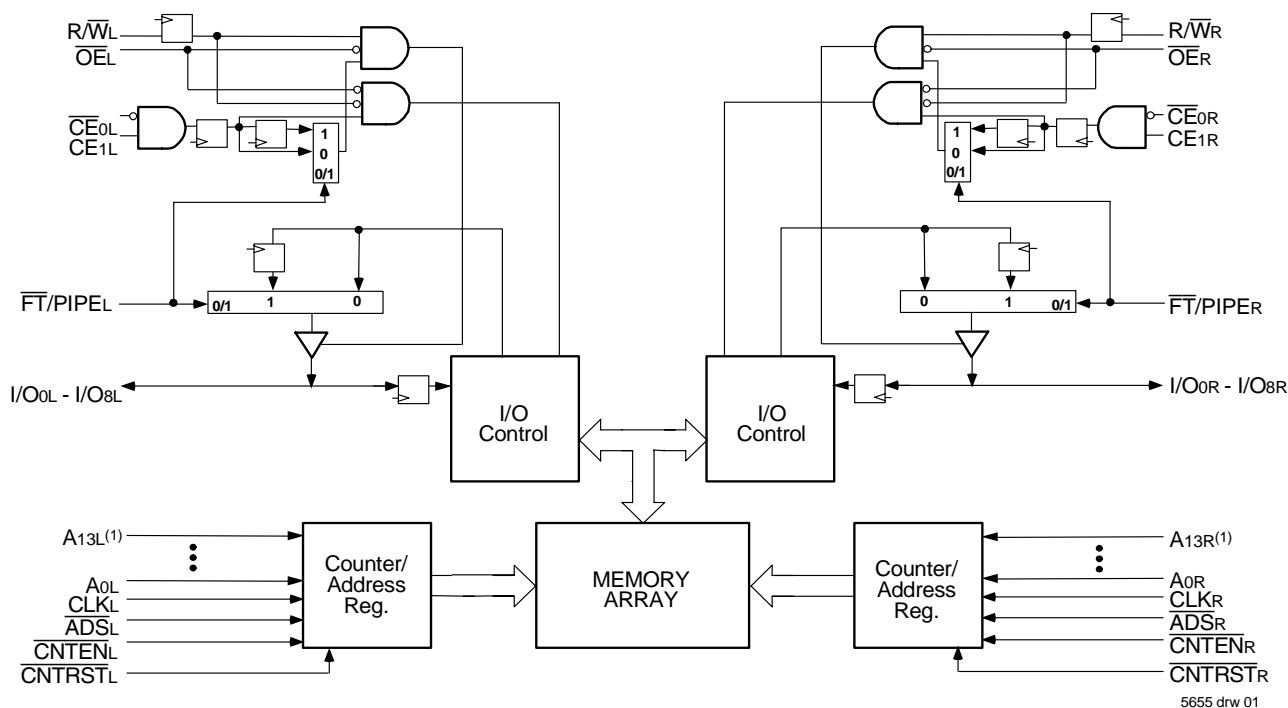 R/W̅L
O̅E̅L
C̅E̅0L
CE1L
1
0
0/1
F̅T̅/PIPEL
0/1
1
0
I/O0L - I/O8L
I/O
Control
R/W̅R
O̅E̅R
C̅E̅0R
CE1R
1
0
0/1
F̅T̅/PIPER
0
1
0/1
I/O0R - I/O8R
I/O
Control
A13L(1)
A0L
CLKL
A̅D̅S̅L
C̅N̅T̅E̅N̅L
C̅N̅T̅R̅S̅T̅L
Counter/
Address
Reg.
MEMORY
ARRAY
Counter/
Address
Reg.
A13R(1)
A0R
CLKR
A̅D̅S̅R
C̅N̅T̅E̅N̅R
C̅N̅T̅R̅S̅T̅R
5655 drw 01